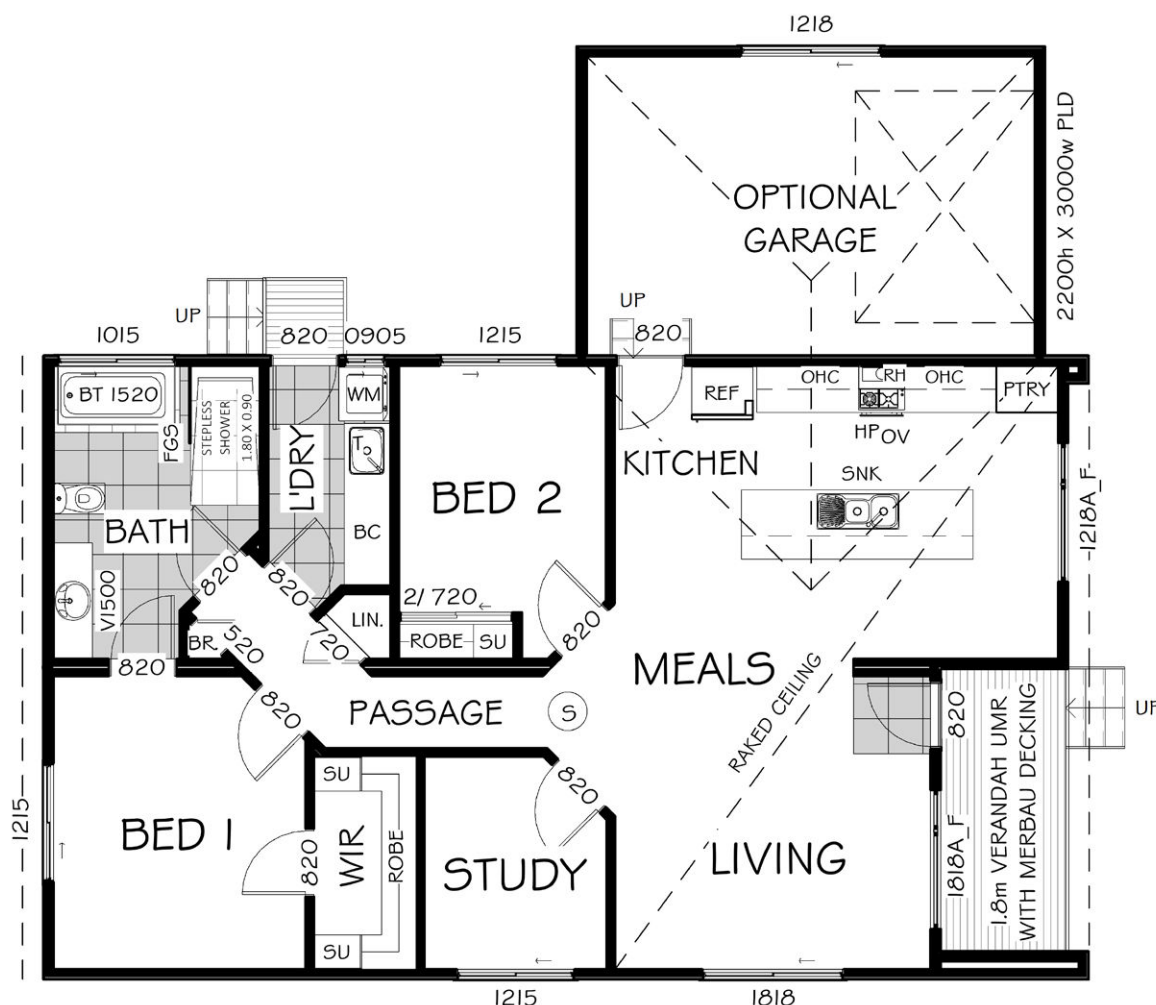 1218
2200h X 3000w PLD
OPTIONAL
GARAGE
UP
UP
1015
820
0905
1215
820
BT 1520
FGS
STEPLESS
SHOWER
1.80 X 0.90
WM
REF
OHC
RH
OHC
PTRY
HP
OV
L'DRY
T
KITCHEN
SNK
BED 2
BATH
BC
1218A_F
820
820
V1500
2/ 720
LIN.
ROBE
SU
820
BR.
520
720
820
MEALS
RAKED CEILING
820
PASSAGE
S
820
UP
1.8m VERANDAH UMR
WITH MERBAU DECKING
SU
820
1215
BED 1
820
WIR
ROBE
STUDY
LIVING
1818A_F
SU
1215
1818